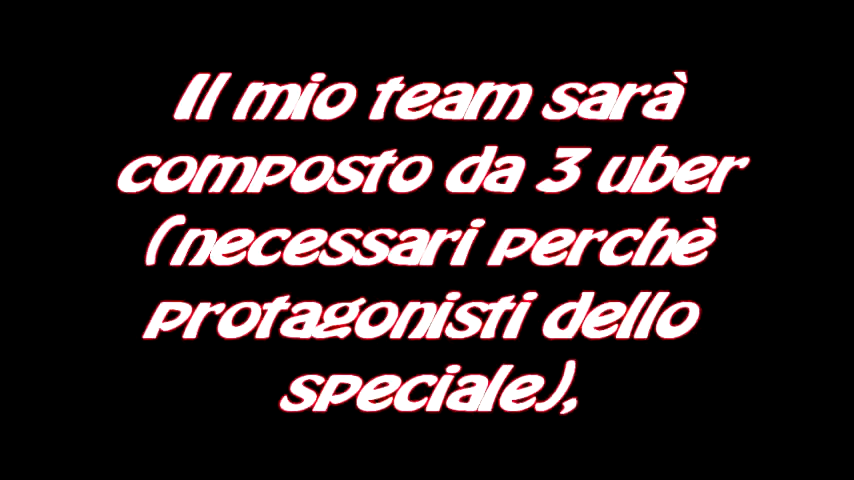 Il mio team sarà
composto da 3 uber
(necessari perchè
protagonisti dello
speciale),